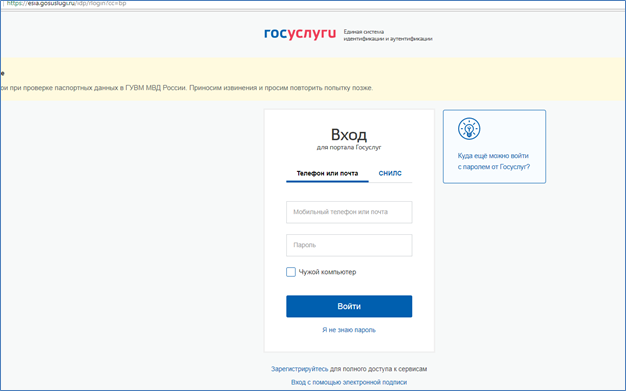 https://esia.gosuslugi.ru/idp/rlogin?cc=bp
госуслуги
Единая система
идентификации и аутентификации
е
ои при проверке паспортных данных в ГУВМ МВД России. Приносим извинения и просим повторить попытку позже.
Вход
для портала Госуслуг
Телефон или почта СНИЛС
Мобильный телефон или почта
Пароль
Чужой компьютер
Войти
Я не знаю пароль
Зарегистрируйтесь для полного доступа к сервисам
Вход с помощью электронной подписи
Куда ещё можно войти
с паролем от Госуслуг?